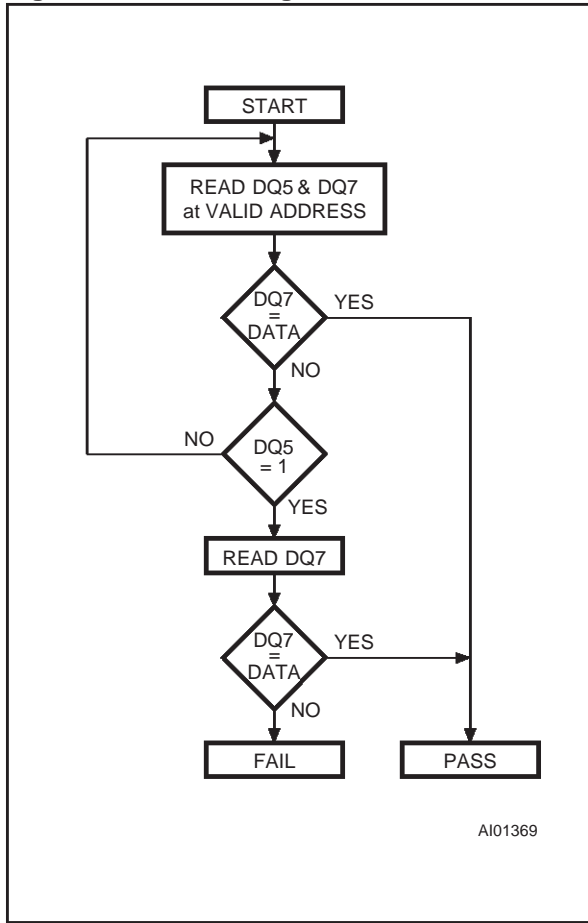 START
READ DQ5 & DQ7
at VALID ADDRESS
DQ7
=
DATA
YES
NO
NO
DQ5
= 1
YES
READ DQ7
DQ7
=
DATA
YES
NO
FAIL
PASS
AI01369